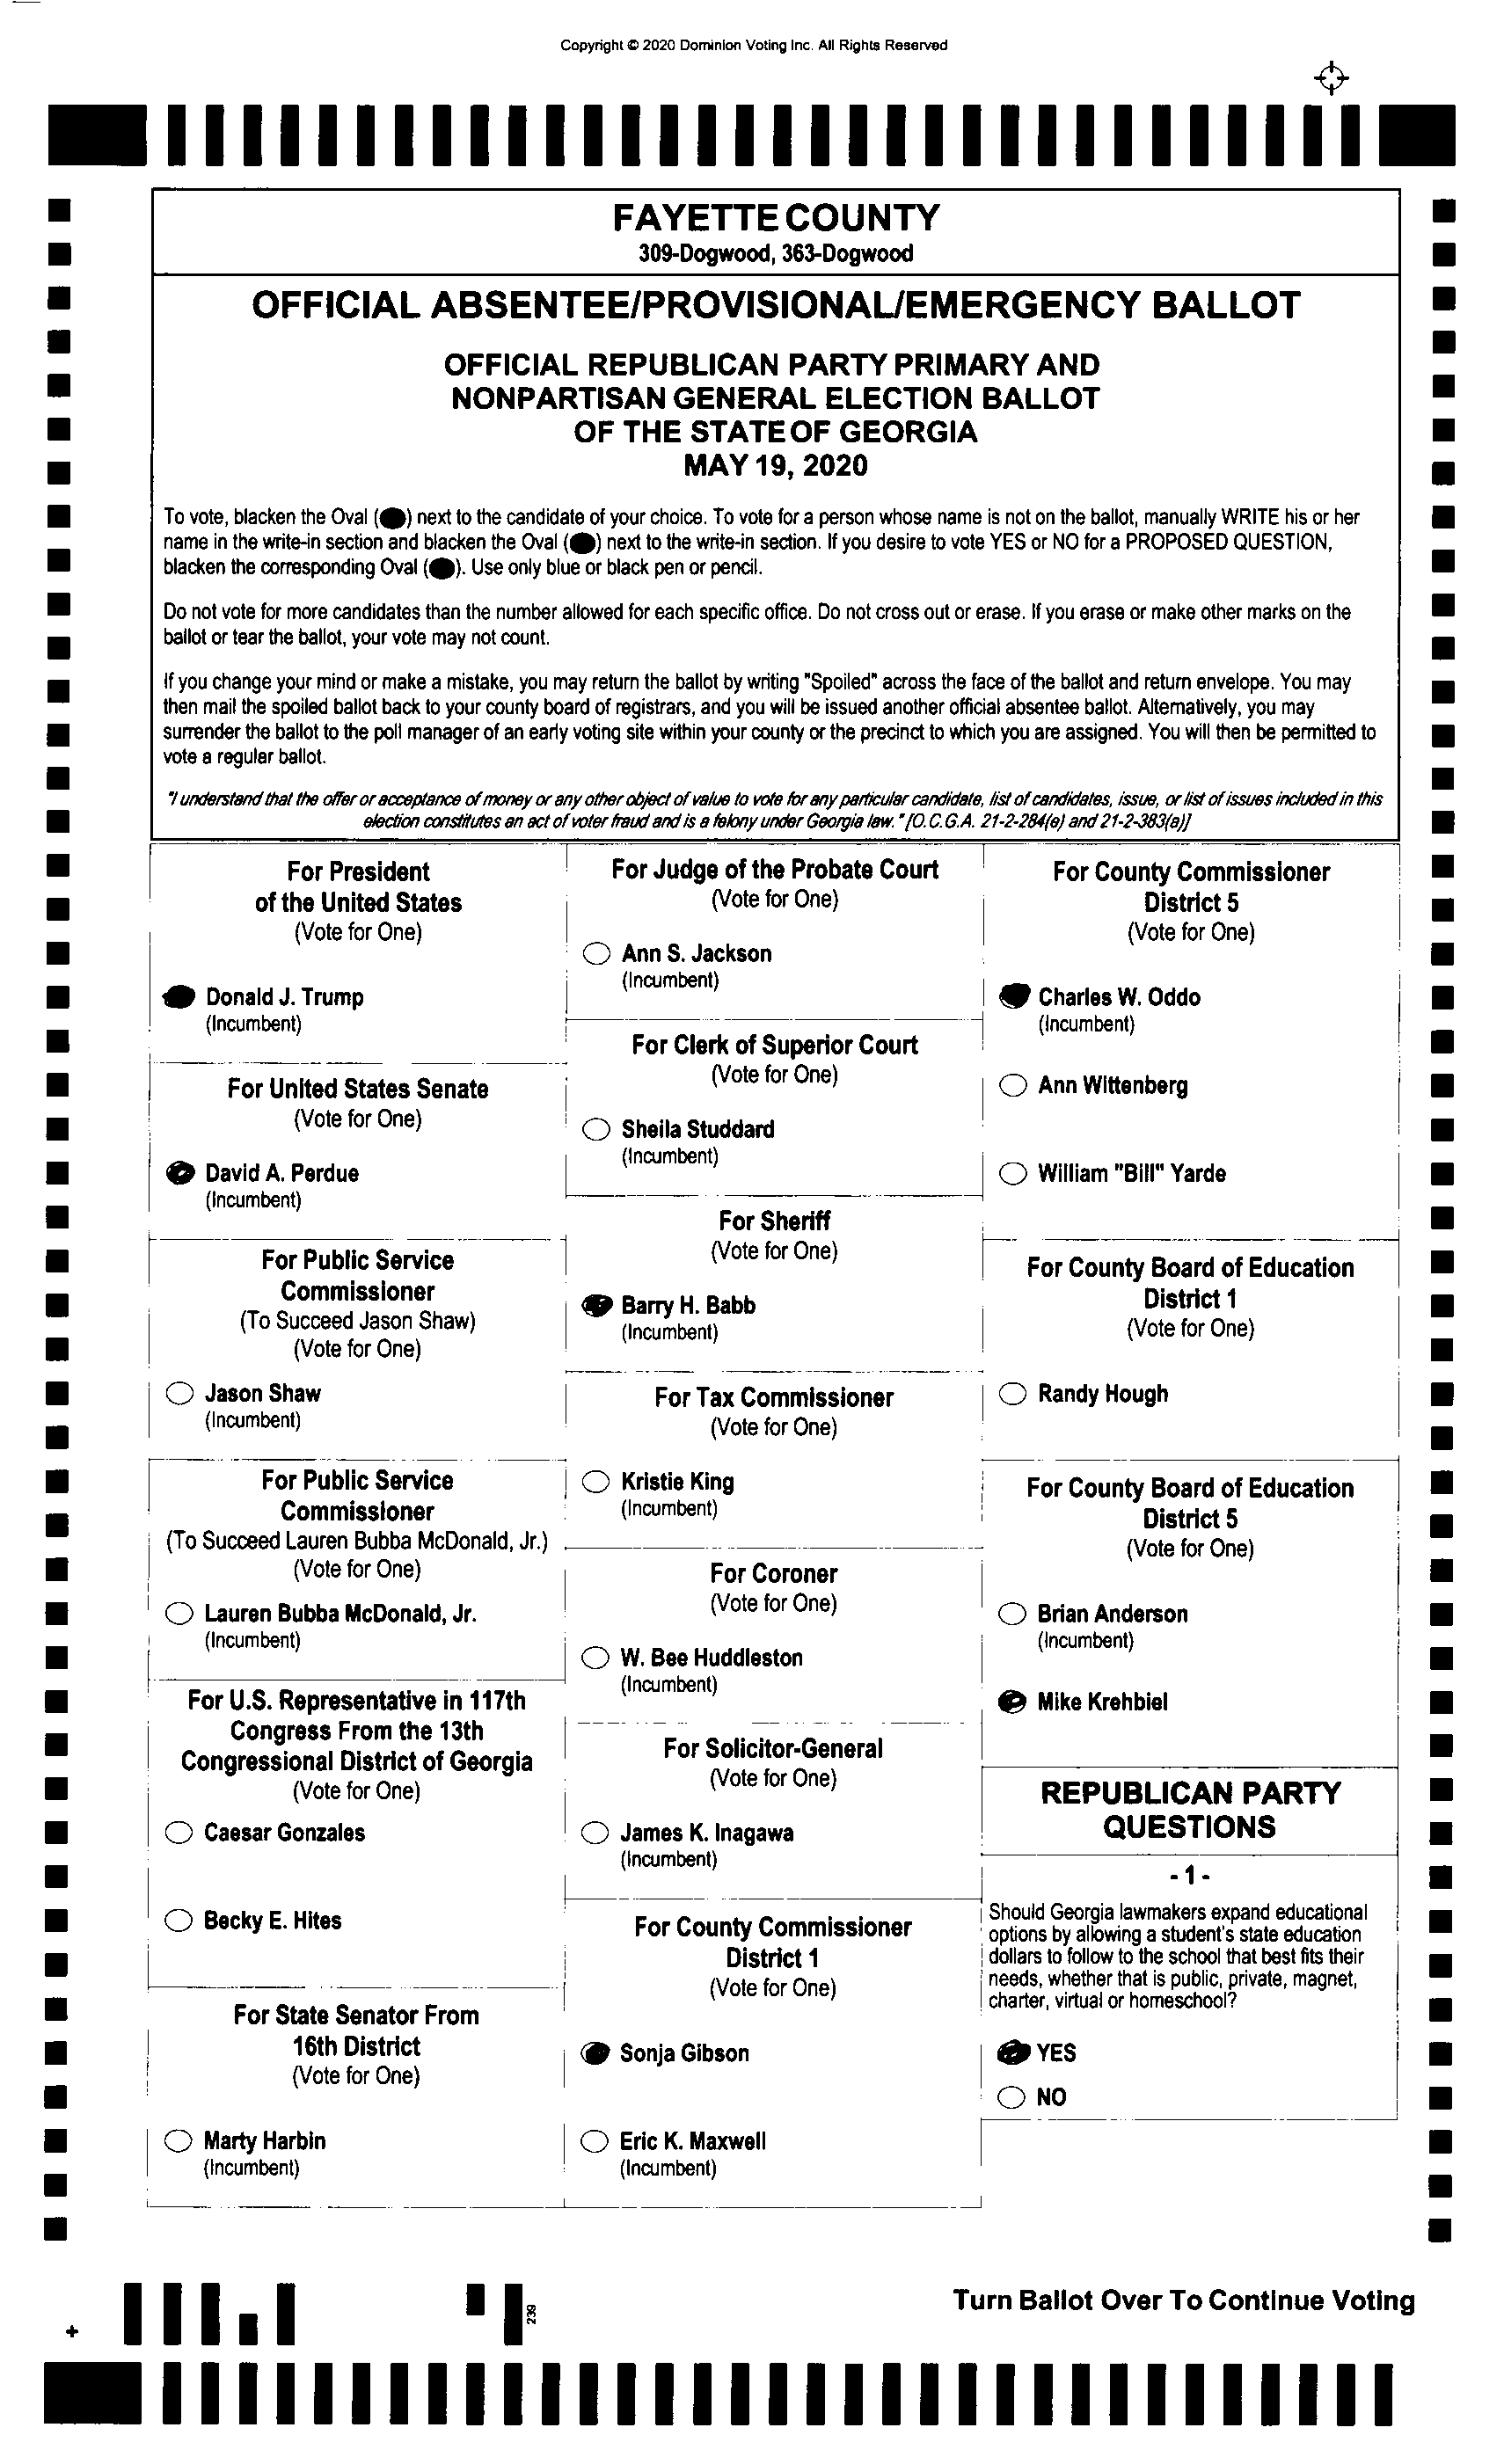 Copyright © 2020 Dominion Voting Inc. All Rights Reserved
FAYETTE COUNTY
309-Dogwood, 363-Dogwood
OFFICIAL ABSENTEE/PROVISIONAL/EMERGENCY BALLOT
OFFICIAL REPUBLICAN PARTY PRIMARY AND
NONPARTISAN GENERAL ELECTION BALLOT
OF THE STATE OF GEORGIA
MAY 19, 2020
To vote, blacken the Oval (●) next to the candidate of your choice. To vote for a person whose name is not on the ballot, manually WRITE his or her
name in the write-in section and blacken the Oval (●) next to the write-in section. If you desire to vote YES or NO for a PROPOSED QUESTION,
blacken the corresponding Oval (●). Use only blue or black pen or pencil.
Do not vote for more candidates than the number allowed for each specific office. Do not cross out or erase. If you erase or make other marks on the
ballot or tear the ballot, your vote may not count.
If you change your mind or make a mistake, you may return the ballot by writing "Spoiled" across the face of the ballot and return envelope. You may
then mail the spoiled ballot back to your county board of registrars, and you will be issued another official absentee ballot. Alternatively, you may
surrender the ballot to the poll manager of an early voting site within your county or the precinct to which you are assigned. You will then be permitted to
vote a regular ballot.
"I understand that the offer or acceptance of money or any other object of value to vote for any particular candidate, list of candidates, issue, or list of issues included in this
election constitutes an act of voter fraud and is a felony under Georgia law." [O.C.G.A. 21-2-284(e) and 21-2-383(a)]
For President
of the United States
(Vote for One)
Donald J. Trump
(Incumbent)
For United States Senate
(Vote for One)
David A. Perdue
(Incumbent)
For Public Service
Commissioner
(To Succeed Jason Shaw)
(Vote for One)
Jason Shaw
(Incumbent)
For Public Service
Commissioner
(To Succeed Lauren Bubba McDonald, Jr.)
(Vote for One)
Lauren Bubba McDonald, Jr.
(Incumbent)
For U.S. Representative in 117th
Congress From the 13th
Congressional District of Georgia
(Vote for One)
Caesar Gonzales
Becky E. Hites
For State Senator From
16th District
(Vote for One)
Marty Harbin
(Incumbent)
For Judge of the Probate Court
(Vote for One)
Ann S. Jackson
(Incumbent)
For Clerk of Superior Court
(Vote for One)
Sheila Studdard
(Incumbent)
For Sheriff
(Vote for One)
Barry H. Babb
(Incumbent)
For Tax Commissioner
(Vote for One)
Kristie King
(Incumbent)
For Coroner
(Vote for One)
W. Bee Huddleston
(Incumbent)
For Solicitor-General
(Vote for One)
James K. Inagawa
(Incumbent)
For County Commissioner
District 1
(Vote for One)
Sonja Gibson
Eric K. Maxwell
(Incumbent)
For County Commissioner
District 5
(Vote for One)
Charles W. Oddo
(Incumbent)
Ann Wittenberg
William "Bill" Yarde
For County Board of Education
District 1
(Vote for One)
Randy Hough
For County Board of Education
District 5
(Vote for One)
Brian Anderson
(Incumbent)
Mike Krehbiel
REPUBLICAN PARTY
QUESTIONS
- 1 -
Should Georgia lawmakers expand educational
options by allowing a student's state education
dollars to follow to the school that best fits their
needs, whether that is public, private, magnet,
charter, virtual or homeschool?
YES
NO
239
Turn Ballot Over To Continue Voting